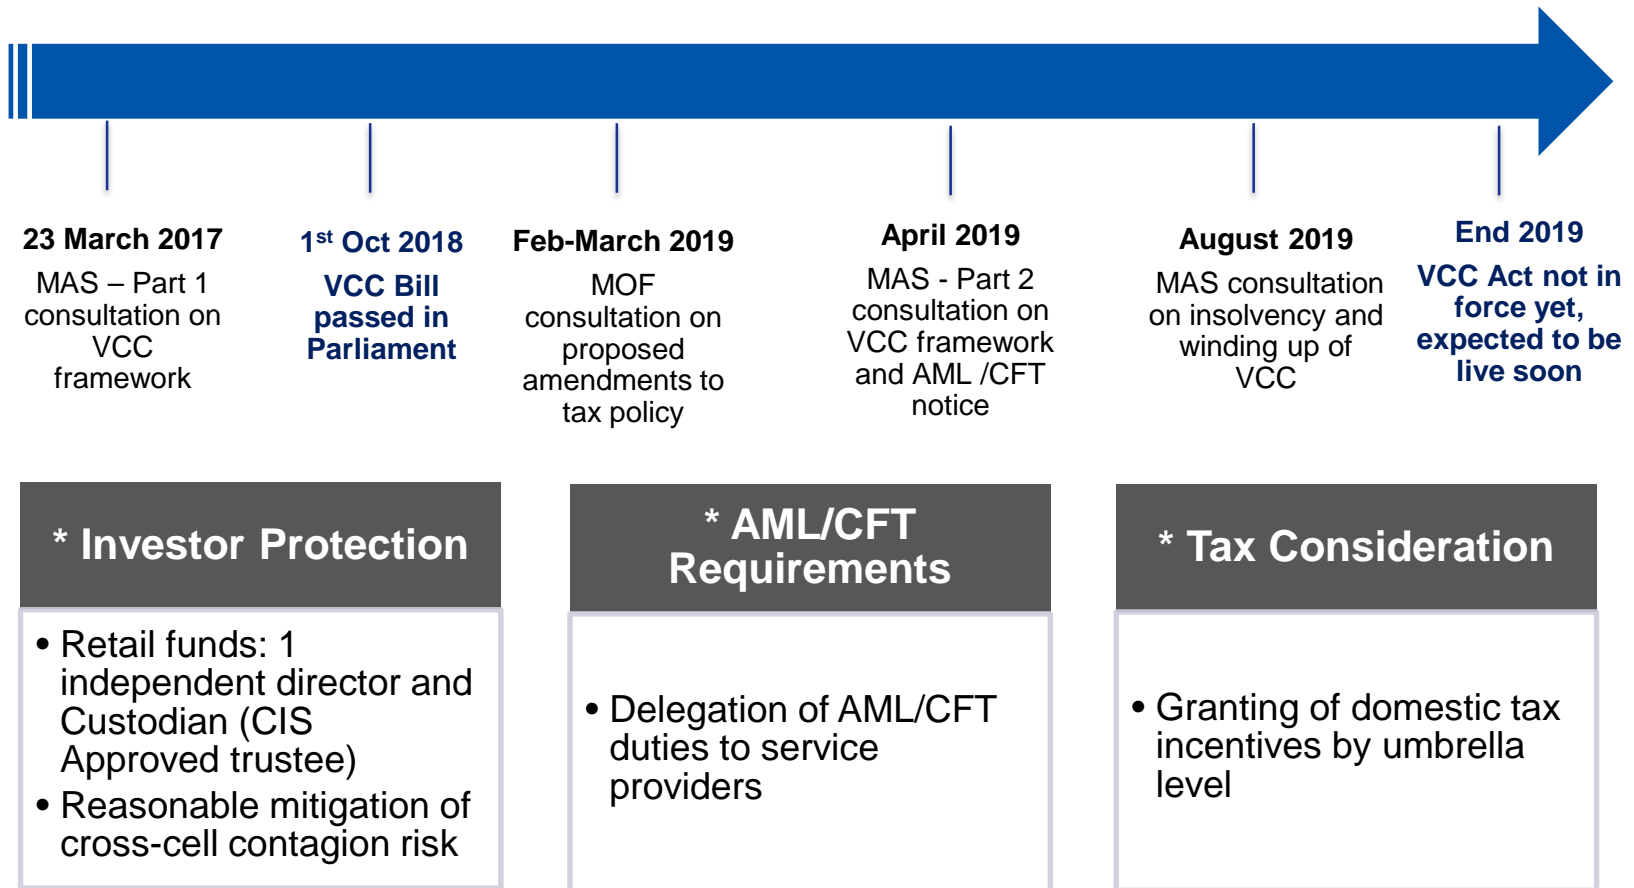 23 March 2017
MAS – Part 1
consultation on
VCC
framework
1st Oct 2018
VCC Bill
passed in
Parliament
Feb-March 2019
MOF
consultation on
proposed
amendments to
tax policy
April 2019
MAS - Part 2
consultation on
VCC framework
and AML /CFT
notice
August 2019
MAS consultation
on insolvency and
winding up of
VCC
End 2019
VCC Act not in
force yet,
expected to be
live soon
* Investor Protection
• Retail funds: 1
independent director and
Custodian (CIS
Approved trustee)
• Reasonable mitigation of
cross-cell contagion risk
* AML/CFT
Requirements
• Delegation of AML/CFT
duties to service
providers
* Tax Consideration
• Granting of domestic tax
incentives by umbrella
level